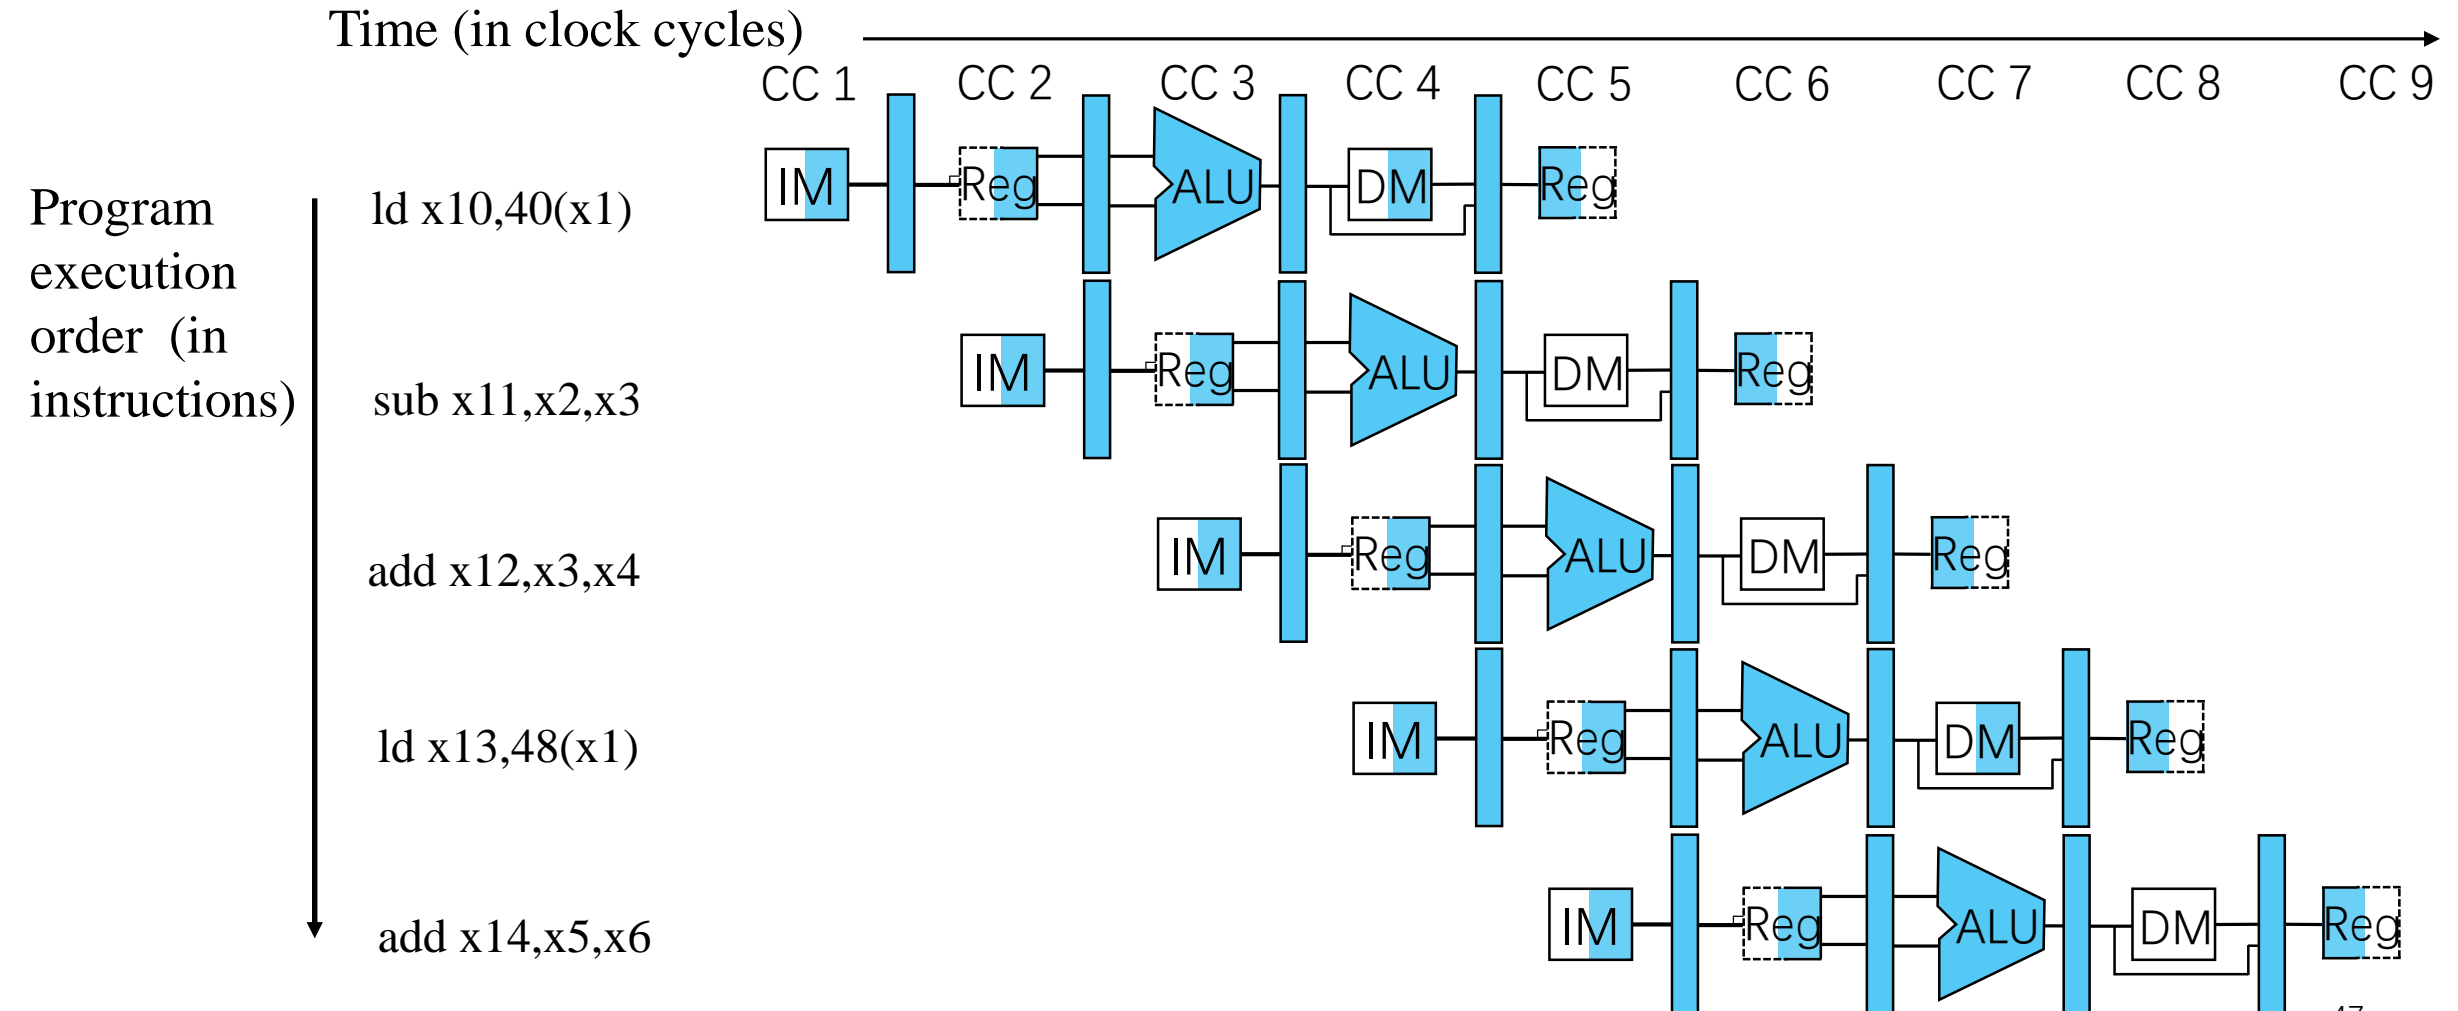 Time (in clock cycles)
CC 1 CC 2 CC 3 CC 4 CC 5 CC 6 CC 7 CC 8 CC 9
Program
execution
order (in
instructions)
ld x10,40(x1)
IM Reg ALU DM Reg
sub x11,x2,x3
IM Reg ALU DM Reg
add x12,x3,x4
IM Reg ALU DM Reg
ld x13,48(x1)
IM Reg ALU DM Reg
add x14,x5,x6
IM Reg ALU DM Reg